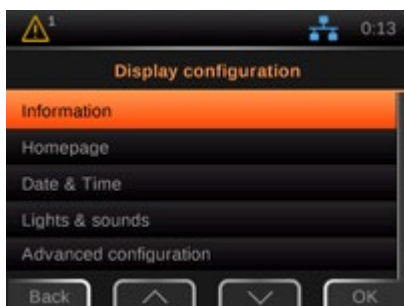 1
0:13
Display configuration
Information
Homepage
Date & Time
Lights & sounds
Advanced configuration
Back
OK